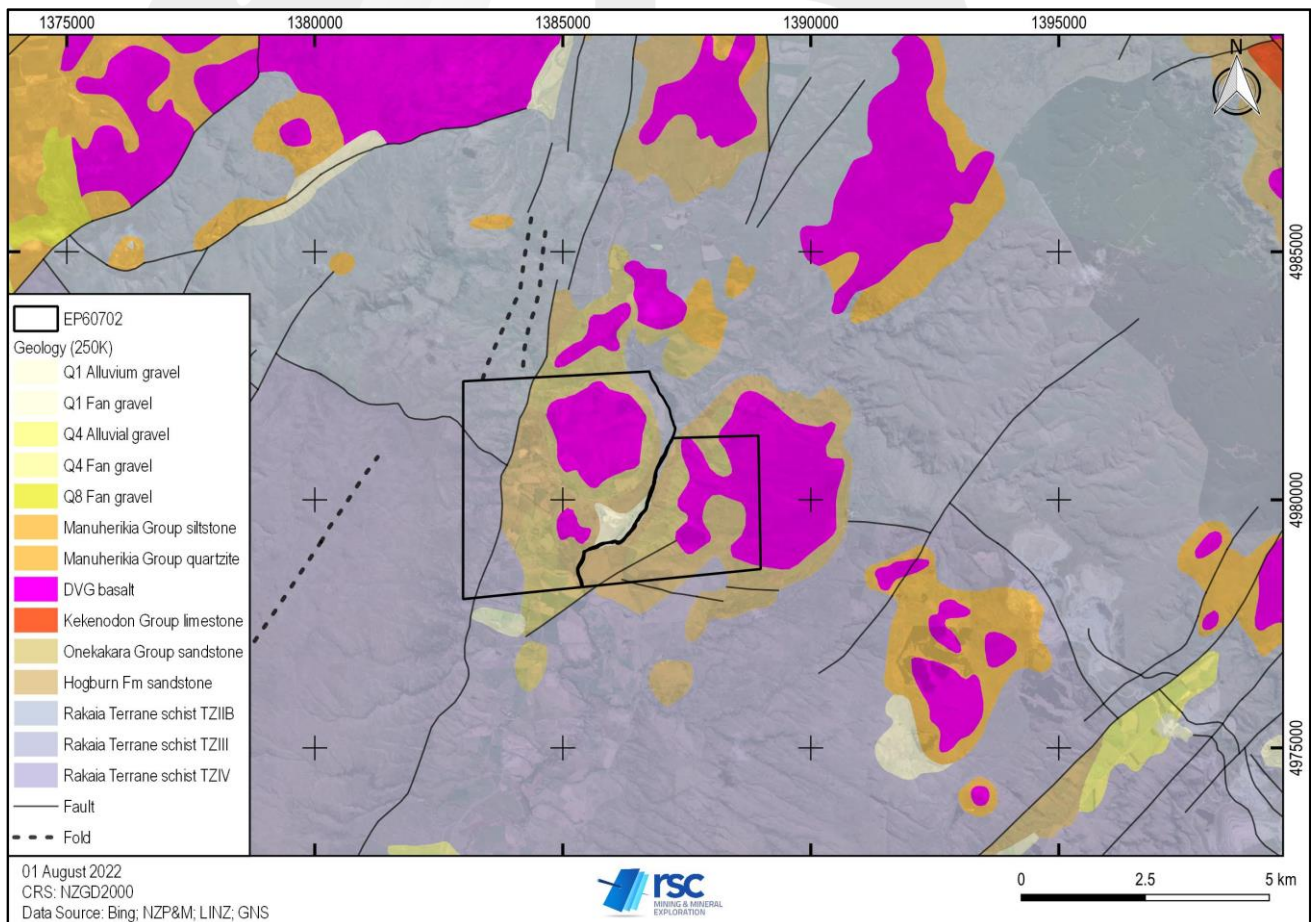 1375000
1380000
1385000
1390000
1395000
N
4985000
4980000
4975000
EP60702
Geology (250K)
Q1 Alluvium gravel
Q1 Fan gravel
Q4 Alluvial gravel
Q4 Fan gravel
Q8 Fan gravel
Manuherikia Group siltstone
Manuherikia Group quartzite
DVG basalt
Kekenodon Group limestone
Onekakara Group sandstone
Hogburn Fm sandstone
Rakaia Terrane schist TZIIB
Rakaia Terrane schist TZIII
Rakaia Terrane schist TZIV
Fault
Fold
01 August 2022
CRS: NZGD2000
Data Source: Bing; NZP&M; LINZ; GNS
rsc
MINING & MINERAL
EXPLORATION
0 2.5 5 km